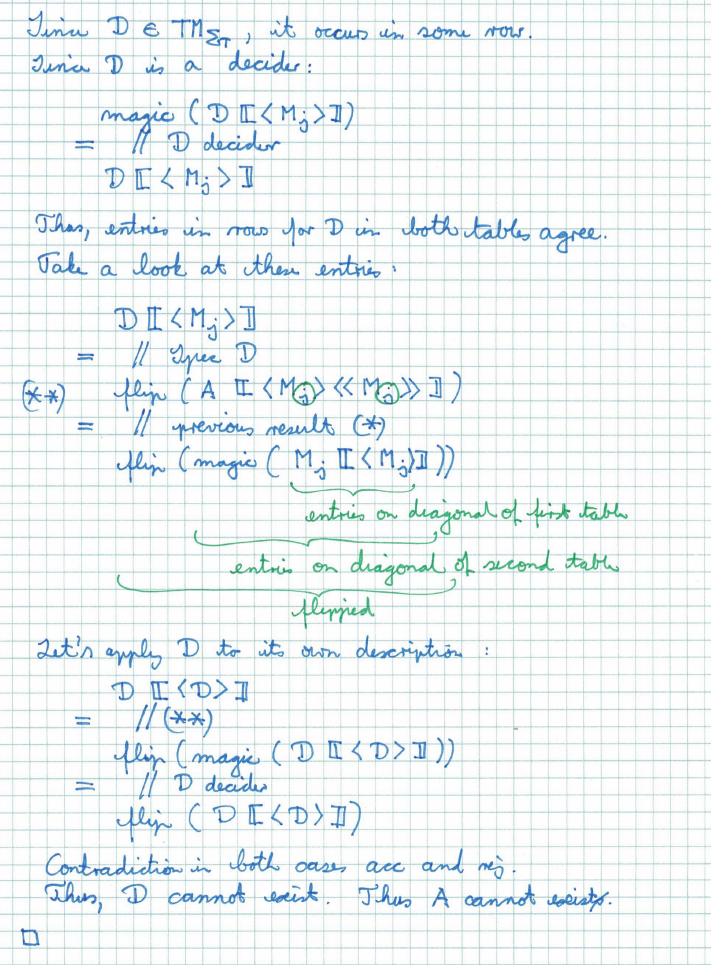 Since D ∈ TM_Σ_T, it occurs in some row.
Since D is a decider:
magic (D ⟦<M_j>⟧)
= // D decider
D ⟦<M_j>⟧
Thus, entries in row for D in both tables agree.
Take a look at these entries:
D ⟦<M_j>⟧
= // Spec D
(**) flip (A ⟦<M_j><<M_j>>⟧)
= // previous result (*)
flip (magic (M_j ⟦<M_j>⟧))
entries on diagonal of first table
entries on diagonal of second table
flipped
Let's apply D to its own description:
D ⟦<D>⟧
= // (**)
flip (magic (D ⟦<D>⟧))
= // D decider
flip (D ⟦<D>⟧)
Contradiction in both cases acc and rej.
Thus, D cannot exist. Thus A cannot exist.
□